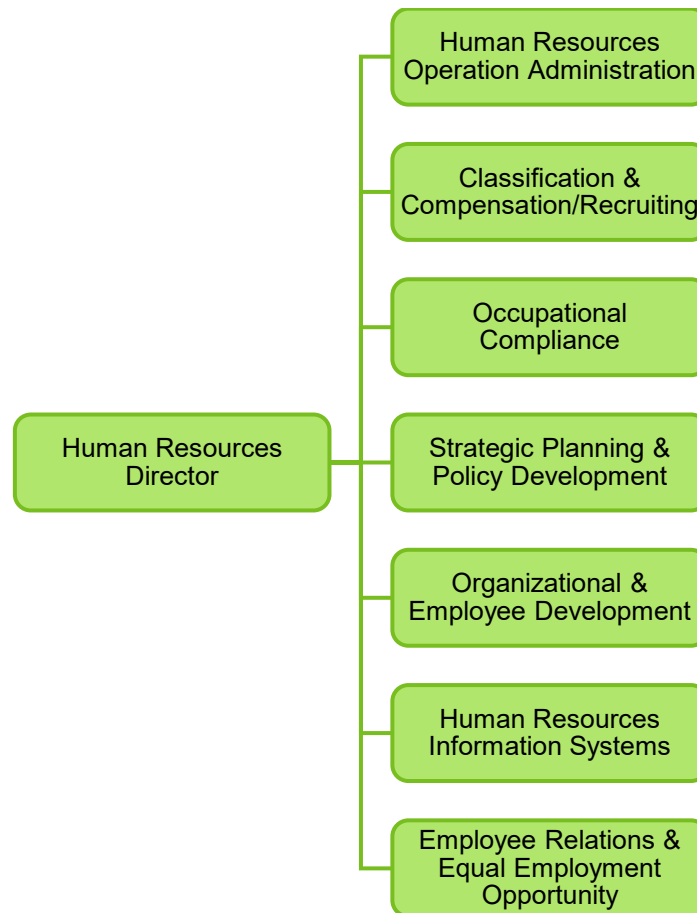 Human Resources
Operation Administration
Classification &
Compensation/Recruiting
Occupational
Compliance
Human Resources
Director
Strategic Planning &
Policy Development
Organizational &
Employee Development
Human Resources
Information Systems
Employee Relations &
Equal Employment
Opportunity